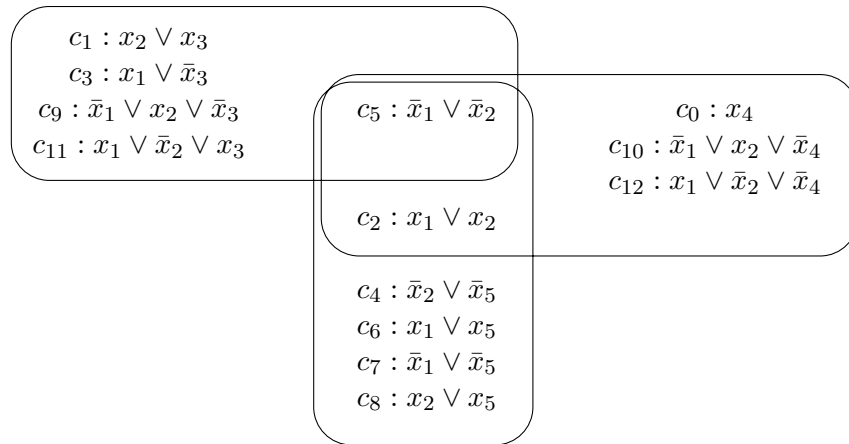 c₁ : x₂ ∨ x₃
c₃ : x₁ ∨ x̄₃
c₉ : x̄₁ ∨ x₂ ∨ x̄₃
c₁₁ : x₁ ∨ x̄₂ ∨ x₃
c₅ : x̄₁ ∨ x̄₂
c₀ : x₄
c₁₀ : x̄₁ ∨ x₂ ∨ x̄₄
c₁₂ : x₁ ∨ x̄₂ ∨ x̄₄
c₂ : x₁ ∨ x₂
c₄ : x̄₂ ∨ x̄₅
c₆ : x₁ ∨ x₅
c₇ : x̄₁ ∨ x̄₅
c₈ : x₂ ∨ x₅